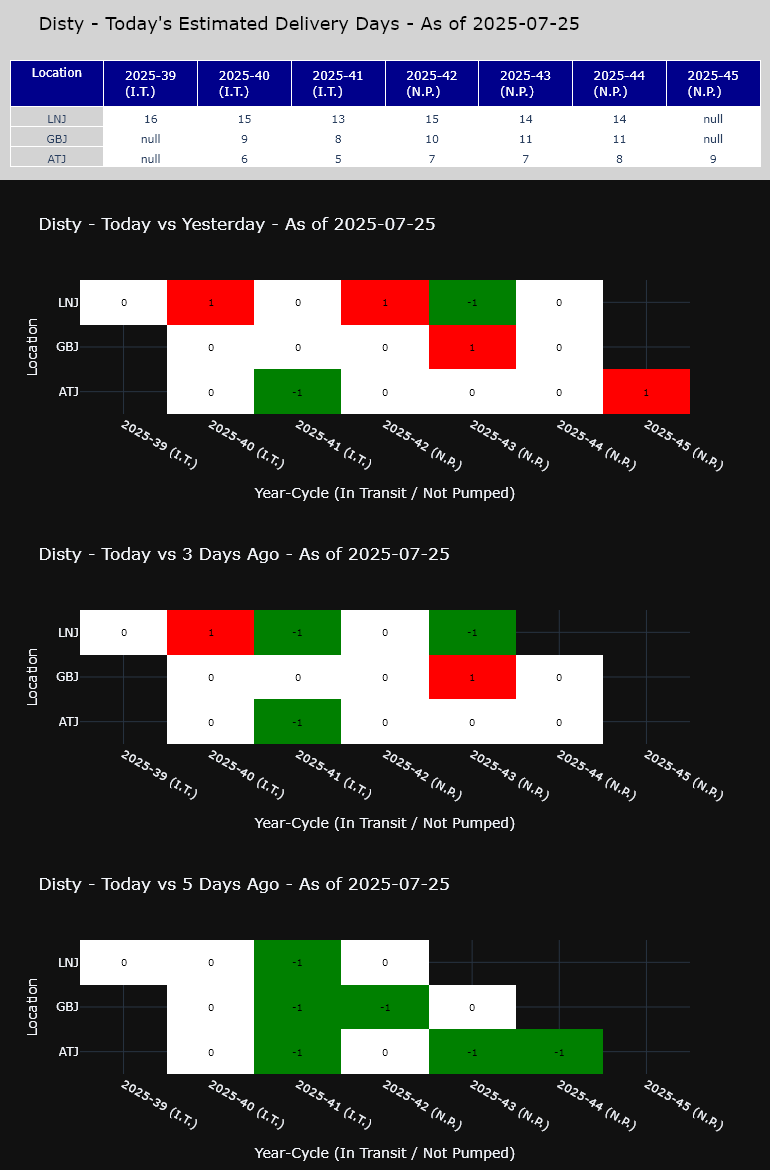 Disty - Today's Estimated Delivery Days - As of 2025-07-25
Location 2025-39 (I.T.) 2025-40 (I.T.) 2025-41 (I.T.) 2025-42 (N.P.) 2025-43 (N.P.) 2025-44 (N.P.) 2025-45 (N.P.)
LNJ 16 15 13 15 14 14 null
GBJ null 9 8 10 11 11 null
ATJ null 6 5 7 7 8 9
Disty - Today vs Yesterday - As of 2025-07-25
Location
LNJ 0 1 0 1 -1 0
GBJ 0 0 0 1 0
ATJ 0 -1 0 0 0 1
2025-39 (I.T.) 2025-40 (I.T.) 2025-41 (I.T.) 2025-42 (N.P.) 2025-43 (N.P.) 2025-44 (N.P.) 2025-45 (N.P.)
Year-Cycle (In Transit / Not Pumped)
Disty - Today vs 3 Days Ago - As of 2025-07-25
Location
LNJ 0 1 -1 0 -1
GBJ 0 0 0 1 0
ATJ 0 -1 0 0 0
2025-39 (I.T.) 2025-40 (I.T.) 2025-41 (I.T.) 2025-42 (N.P.) 2025-43 (N.P.) 2025-44 (N.P.) 2025-45 (N.P.)
Year-Cycle (In Transit / Not Pumped)
Disty - Today vs 5 Days Ago - As of 2025-07-25
Location
LNJ 0 0 -1 0
GBJ 0 -1 -1 0
ATJ 0 -1 0 -1 -1
2025-39 (I.T.) 2025-40 (I.T.) 2025-41 (I.T.) 2025-42 (N.P.) 2025-43 (N.P.) 2025-44 (N.P.) 2025-45 (N.P.)
Year-Cycle (In Transit / Not Pumped)